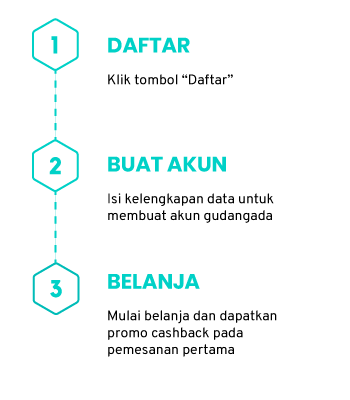 1
DAFTAR
Klik tombol “Daftar”
2
BUAT AKUN
Isi kelengkapan data untuk
membuat akun gudangada
3
BELANJA
Mulai belanja dan dapatkan
promo cashback pada
pemesanan pertama